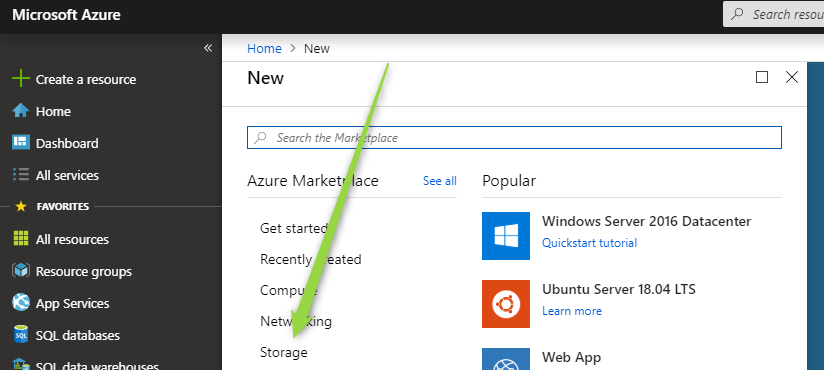 Microsoft Azure
Search resou
Create a resource
Home
Dashboard
All services
FAVORITES
All resources
Resource groups
App Services
SQL
SQL databases
SQL data warehouses
Home > New
New
Search the Marketplace
Azure Marketplace
See all
Get started
Recently created
Compute
Networking
Storage
Popular
Windows Server 2016 Datacenter
Quickstart tutorial
Ubuntu Server 18.04 LTS
Learn more
Web App